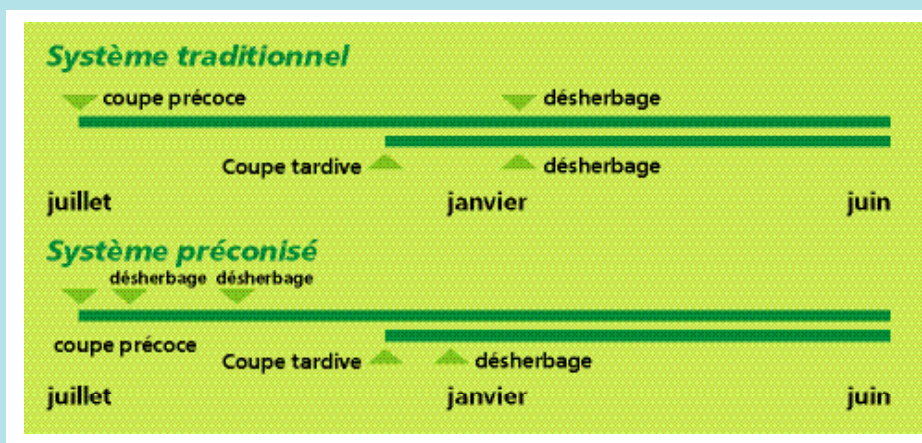 Système traditionnel
coupe précoce désherbage
Coupe tardive désherbage
juillet janvier juin
Système préconisé
désherbage désherbage
coupe précoce
Coupe tardive désherbage
juillet janvier juin